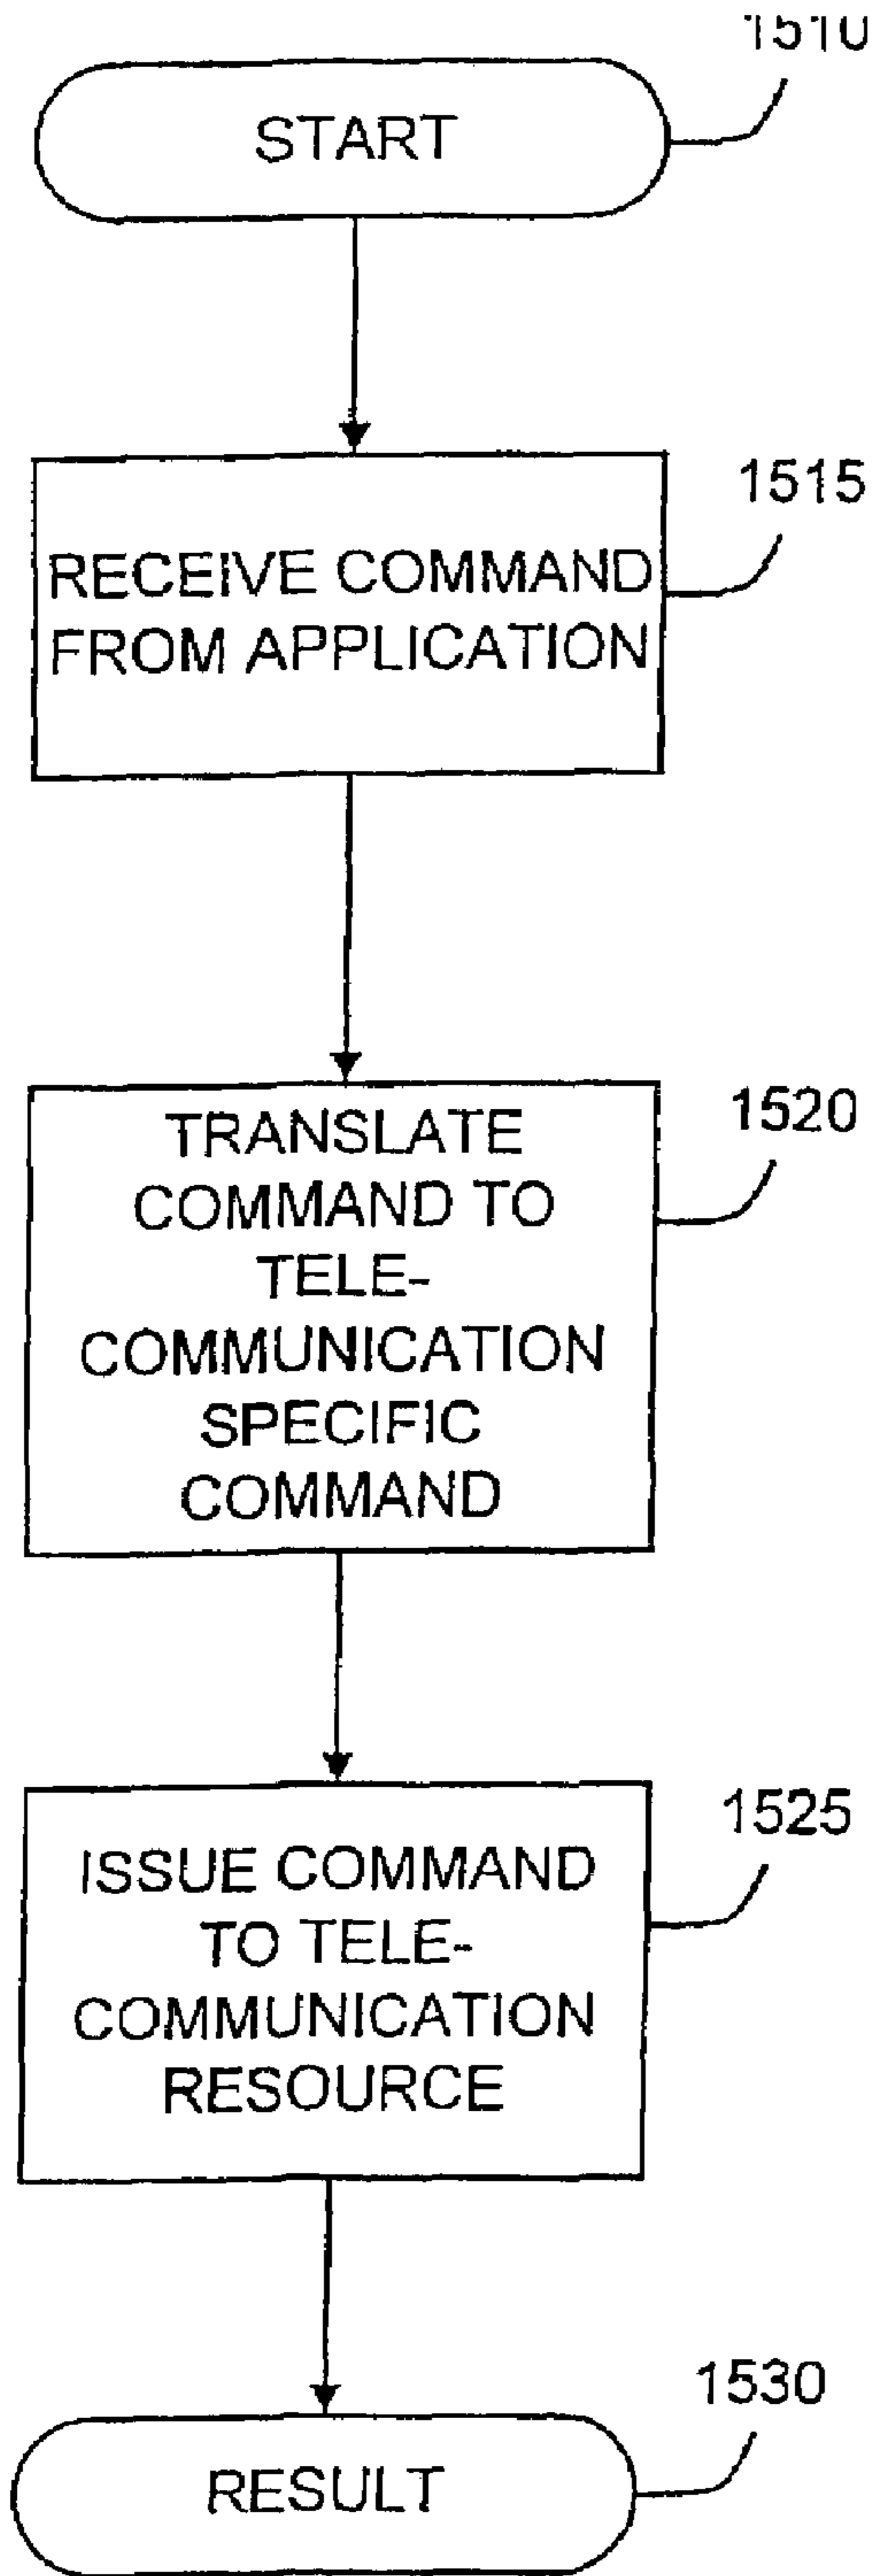 1510
START
1515
RECEIVE COMMAND
FROM APPLICATION
1520
TRANSLATE
COMMAND TO
TELE-
COMMUNICATION
SPECIFIC
COMMAND
1525
ISSUE COMMAND
TO TELE-
COMMUNICATION
RESOURCE
1530
RESULT